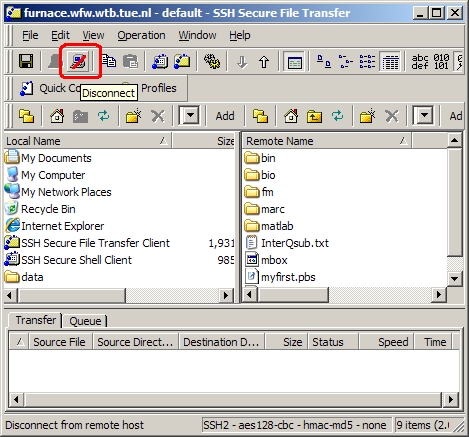 furnace.wfw.wtb.tue.nl - default - SSH Secure File Transfer
File Edit View Operation Window Help
abc 010
def 101
Quick Co Profiles
Disconnect
Add Add
Local Name / Size Remote Name /
My Documents
My Computer
My Network Places
Recycle Bin
Internet Explorer
SSH Secure File Transfer Client 1,931
SSH Secure Shell Client 985
data
bin
bio
fm
marc
matlab
InterQsub.txt
mbox
myfirst.pbs
Transfer Queue
/ Source File Source Direct... Destination D... Size Status Speed Time
Disconnect from remote host SSH2 - aes128-cbc - hmac-md5 - none 9 items (2.0